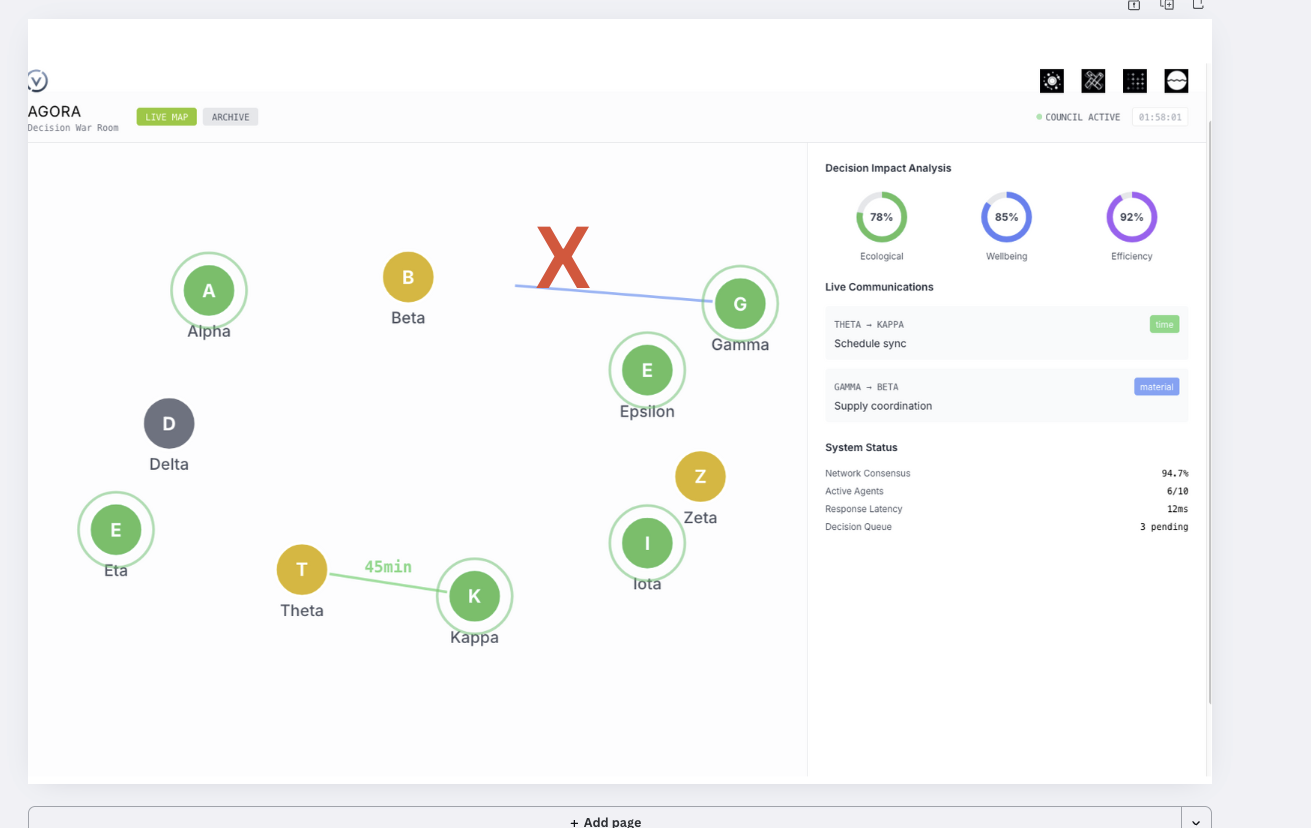 V
AGORA
Decision War Room
LIVE MAP
ARCHIVE
COUNCIL ACTIVE
01:58:01
X
A
Alpha
B
Beta
G
Gamma
E
Epsilon
D
Delta
Z
Zeta
E
Eta
I
Iota
T
Theta
45min
K
Kappa
Decision Impact Analysis
78%
85%
92%
Ecological
Wellbeing
Efficiency
Live Communications
THETA → KAPPA
time
Schedule sync
GAMMA → BETA
material
Supply coordination
System Status
Network Consensus 94.7%
Active Agents 6/10
Response Latency 12ms
Decision Queue 3 pending
+ Add page